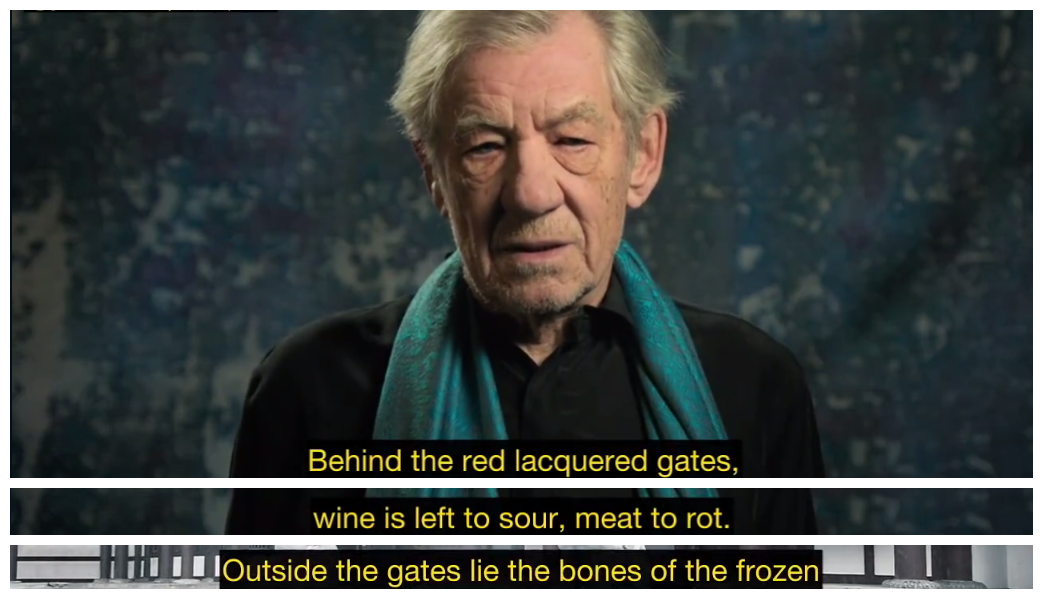 Behind the red lacquered gates,
wine is left to sour, meat to rot.
Outside the gates lie the bones of the frozen